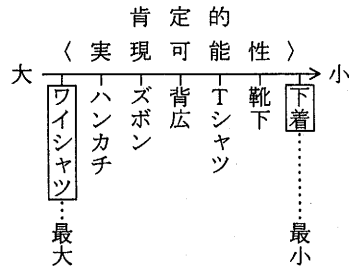 肯定的
〈実現可能性〉
大 小
ワイシャツ
ハンカチ
ズボン
背広
Tシャツ
靴下
下着
最大
最小